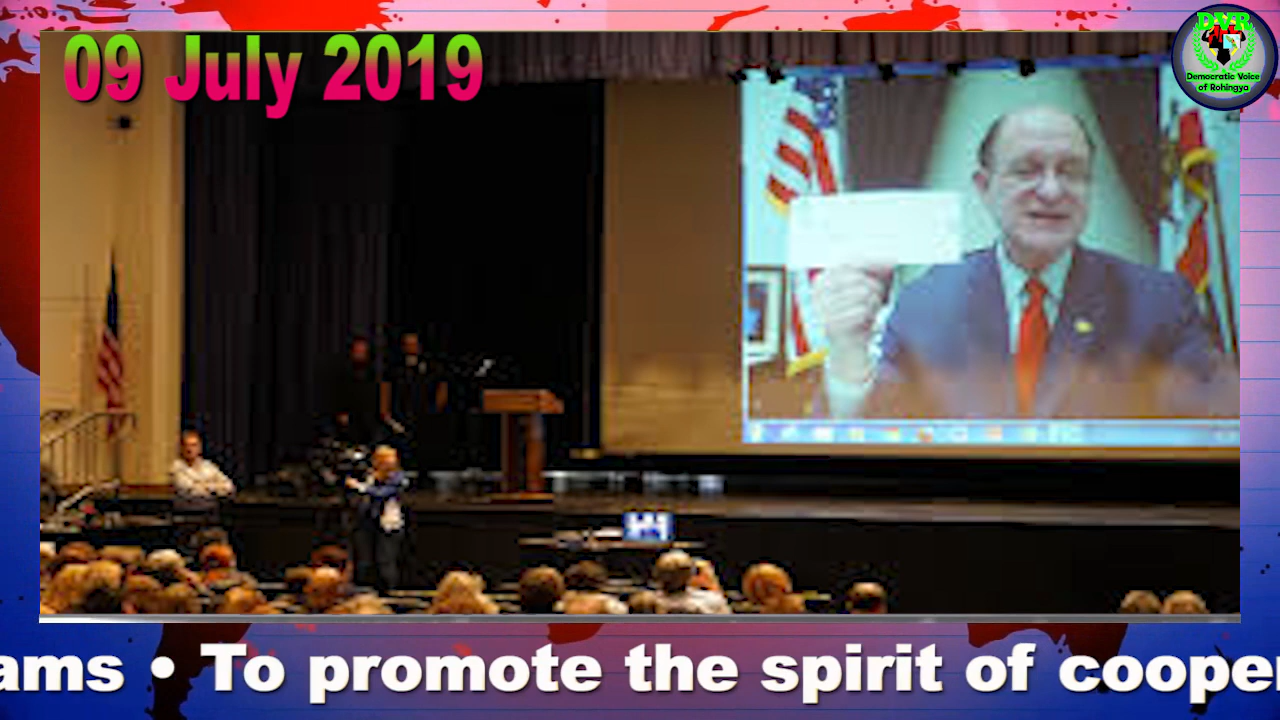 09 July 2019
DVR
Democratic Voice
of Rohingya
ams • To promote the spirit of cooper